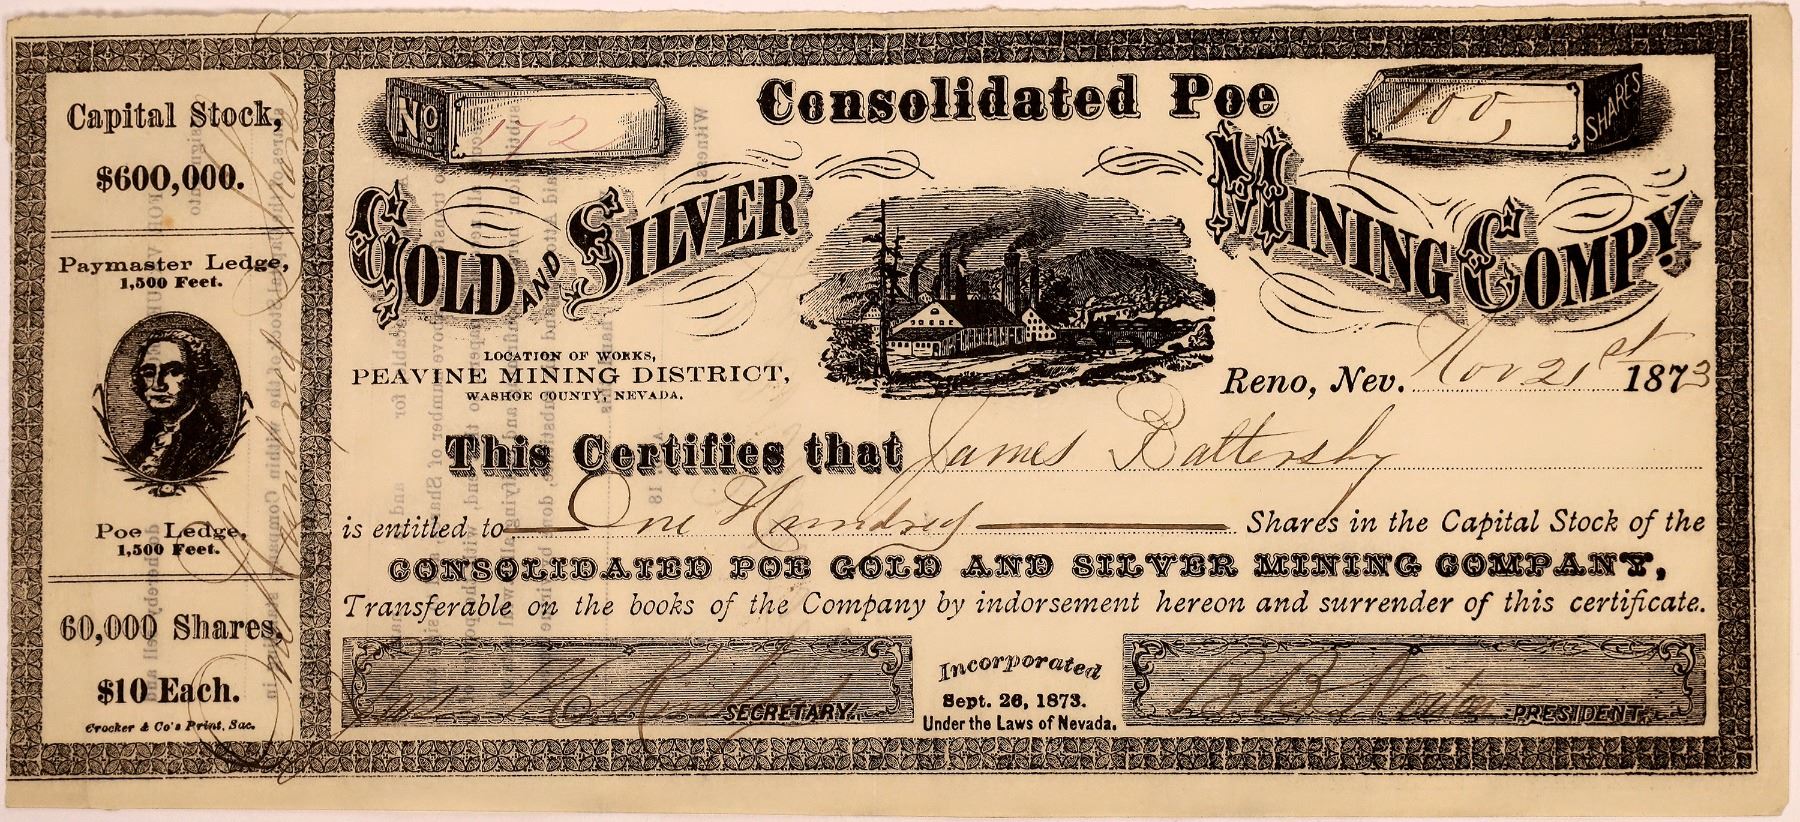 Capital Stock,
$600,000.
Paymaster Ledge,
1,500 Feet.
Poe Ledge,
1,500 Feet.
60,000 Shares,
$10 Each.
Crocker & Co's Print, Sac.
No. 172
Consolidated Poe
100, SHARES
GOLD AND SILVER MINING COMPY.
LOCATION OF WORKS,
PEAVINE MINING DISTRICT,
WASHOE COUNTY, NEVADA.
Reno, Nev. Nov 21st 1873
This Certifies that James Battersby
is entitled to One Hundred Shares in the Capital Stock of the
CONSOLIDATED POE GOLD AND SILVER MINING COMPANY,
Transferable on the books of the Company by indorsement hereon and surrender of this certificate.
SECRETARY.
Incorporated
Sept. 26, 1873.
Under the Laws of Nevada.
B B Norton PRESIDENT.